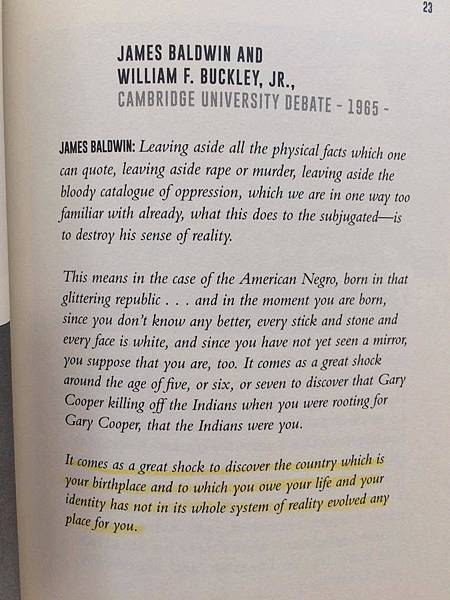 23
JAMES BALDWIN AND
WILLIAM F. BUCKLEY, JR.,
CAMBRIDGE UNIVERSITY DEBATE - 1965 -
JAMES BALDWIN: Leaving aside all the physical facts which one
can quote, leaving aside rape or murder, leaving aside the
bloody catalogue of oppression, which we are in one way too
familiar with already, what this does to the subjugated—is
to destroy his sense of reality.
This means in the case of the American Negro, born in that
glittering republic . . . and in the moment you are born,
since you don't know any better, every stick and stone and
every face is white, and since you have not yet seen a mirror,
you suppose that you are, too. It comes as a great shock
around the age of five, or six, or seven to discover that Gary
Cooper killing off the Indians when you were rooting for
Gary Cooper, that the Indians were you.
It comes as a great shock to discover the country which is
your birthplace and to which you owe your life and your
identity has not in its whole system of reality evolved any
place for you.